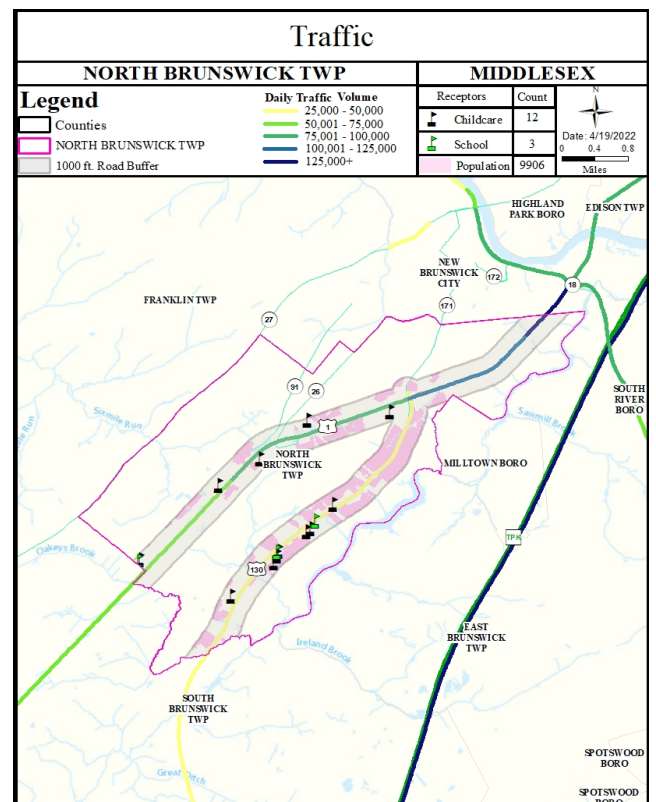 Traffic
NORTH BRUNSWICK TWP
MIDDLESEX
Legend
Counties
NORTH BRUNSWICK TWP
1000 ft. Road Buffer
Daily Traffic Volume
25,000 - 50,000
50,001 - 75,000
75,001 - 100,000
100,001 - 125,000
125,000+
Receptors Count
Childcare 12
School 3
Population 9906
N
Date: 4/19/2022
0 0.4 0.8
Miles
HIGHLAND
PARK BORO
EDISON TWP
NEW
BRUNSWICK
CITY
172
18
FRANKLIN TWP
171
27
91
26
SOUTH
RIVER
BORO
Sixmile Run
Sawmill Brook
1
NORTH
BRUNSWICK
TWP
MILLTOWN BORO
TPK
Oakeys Brook
130
EAST
BRUNSWICK
TWP
Ireland Brook
SOUTH
BRUNSWICK
TWP
Great Ditch
SPOTSWOOD
BORO
SPOTSWOOD
BORO